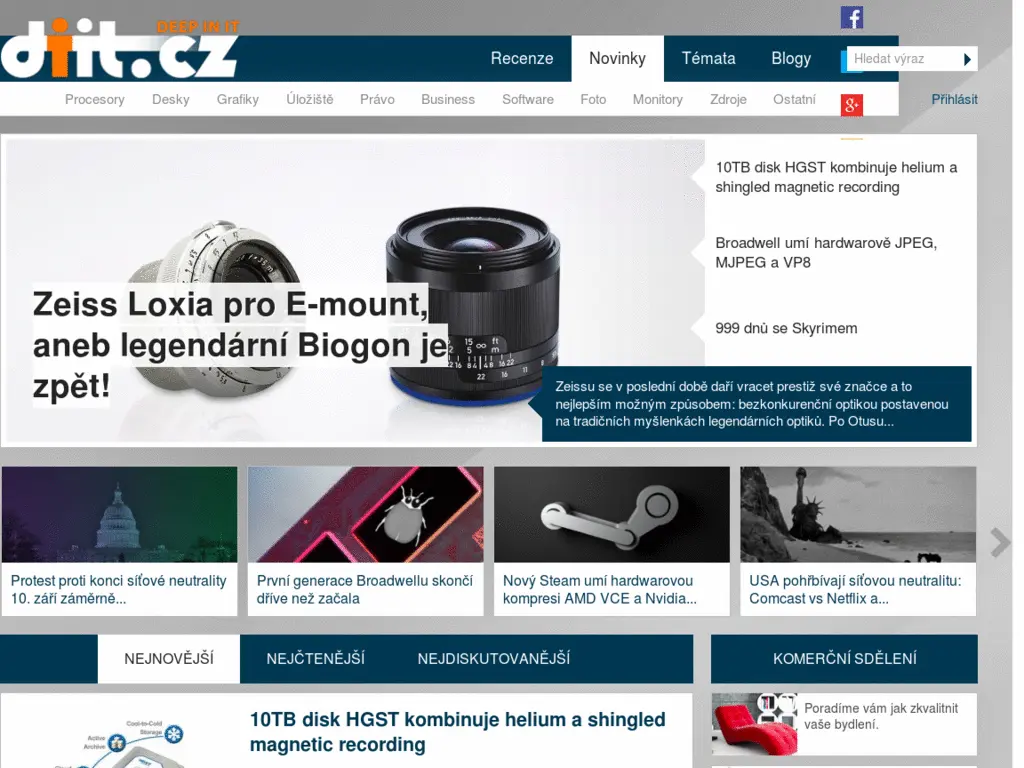 DEEP IN IT
diit.cz
Recenze
Novinky
Témata
Blogy
Hledat výraz
Procesory
Desky
Grafiky
Úložiště
Právo
Business
Software
Foto
Monitory
Zdroje
Ostatní
Přihlásit
Zeiss Loxia pro E-mount,
aneb legendární Biogon je
zpět!
Zeissu se v poslední době daří vracet prestiž své značce a to
nejlepším možným způsobem: bezkonkurenční optikou postavenou
na tradičních myšlenkách legendárních optiků. Po Otusu...
10TB disk HGST kombinuje helium a
shingled magnetic recording
Broadwell umí hardwarově JPEG,
MJPEG a VP8
999 dnů se Skyrimem
Protest proti konci síťové neutrality
10. září záměrně...
První generace Broadwellu skončí
dříve než začala
Nový Steam umí hardwarovou
kompresi AMD VCE a Nvidia...
USA pohřbívají síťovou neutralitu:
Comcast vs Netflix a...
NEJNOVĚJŠÍ
NEJČTENĚJŠÍ
NEJDISKUTOVANĚJŠÍ
KOMERČNÍ SDĚLENÍ
Cool-to-Cold
Storage
Active
Archive
10TB disk HGST kombinuje helium a shingled
magnetic recording
Poradíme vám jak zkvalitnit
vaše bydlení.